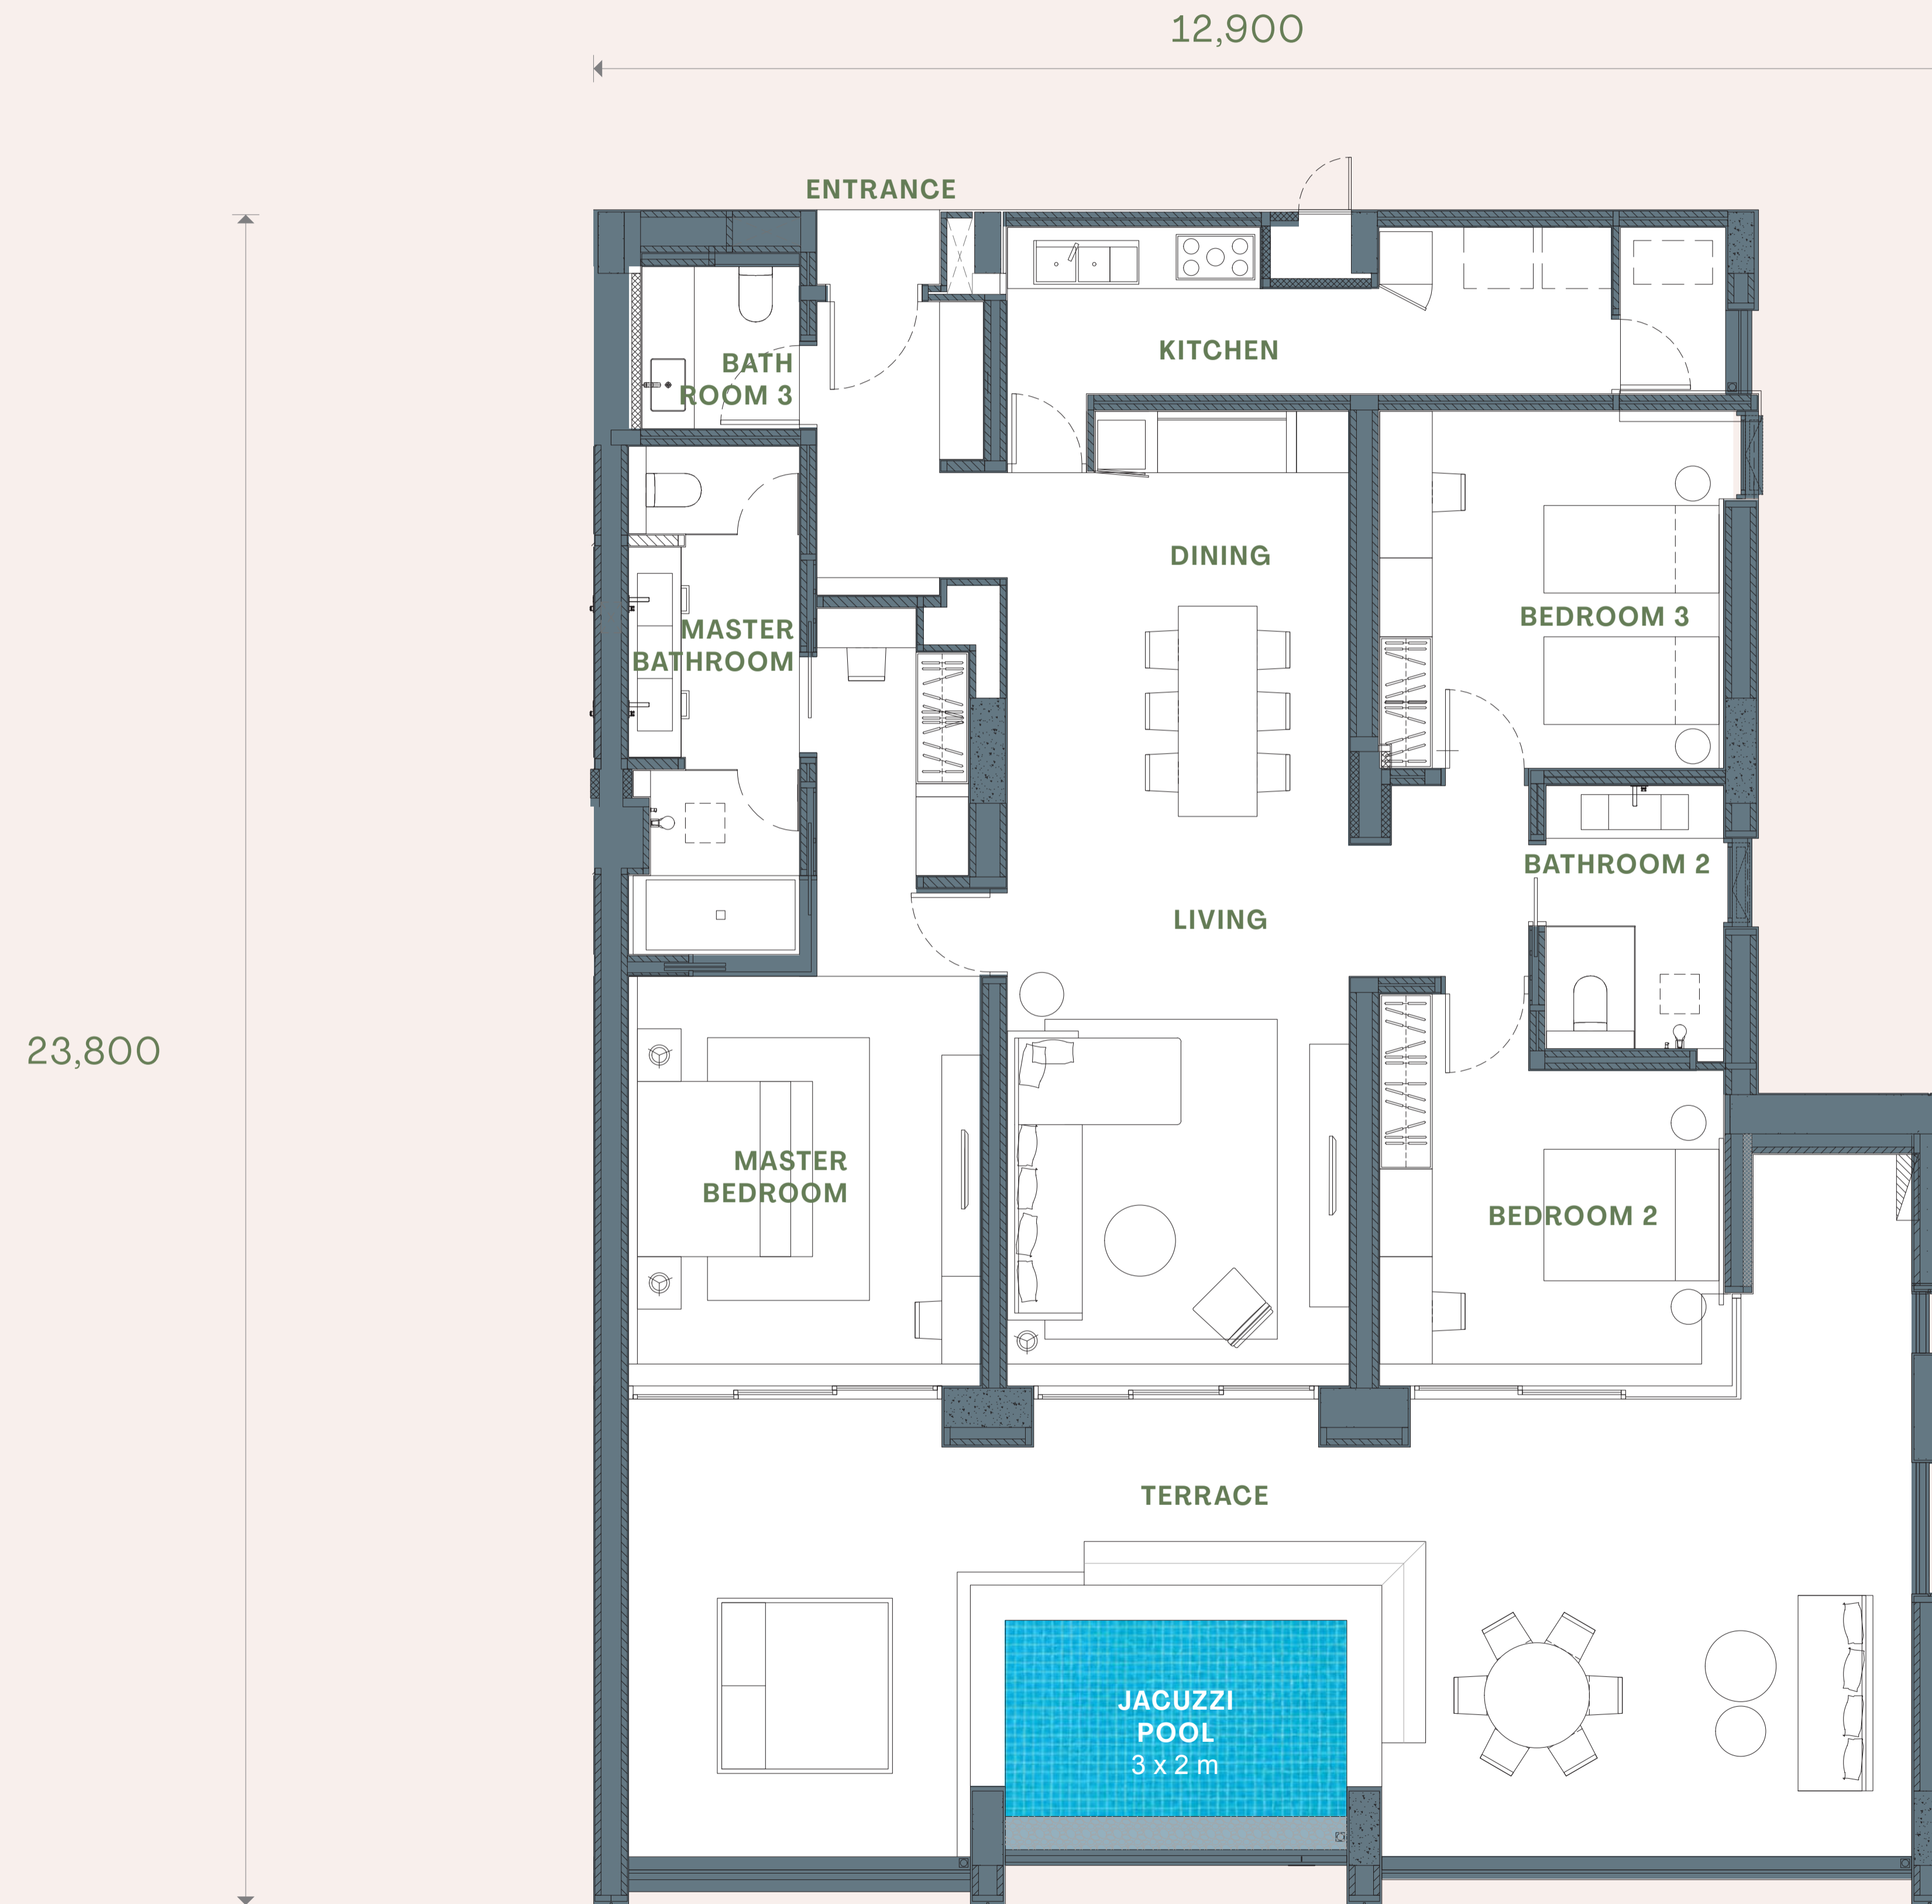 12,900
ENTRANCE
KITCHEN
BATH
ROOM 3
DINING
BEDROOM 3
MASTER
BATHROOM
BATHROOM 2
LIVING
23,800
MASTER
BEDROOM
BEDROOM 2
TERRACE
JACUZZI
POOL
3 x 2 m